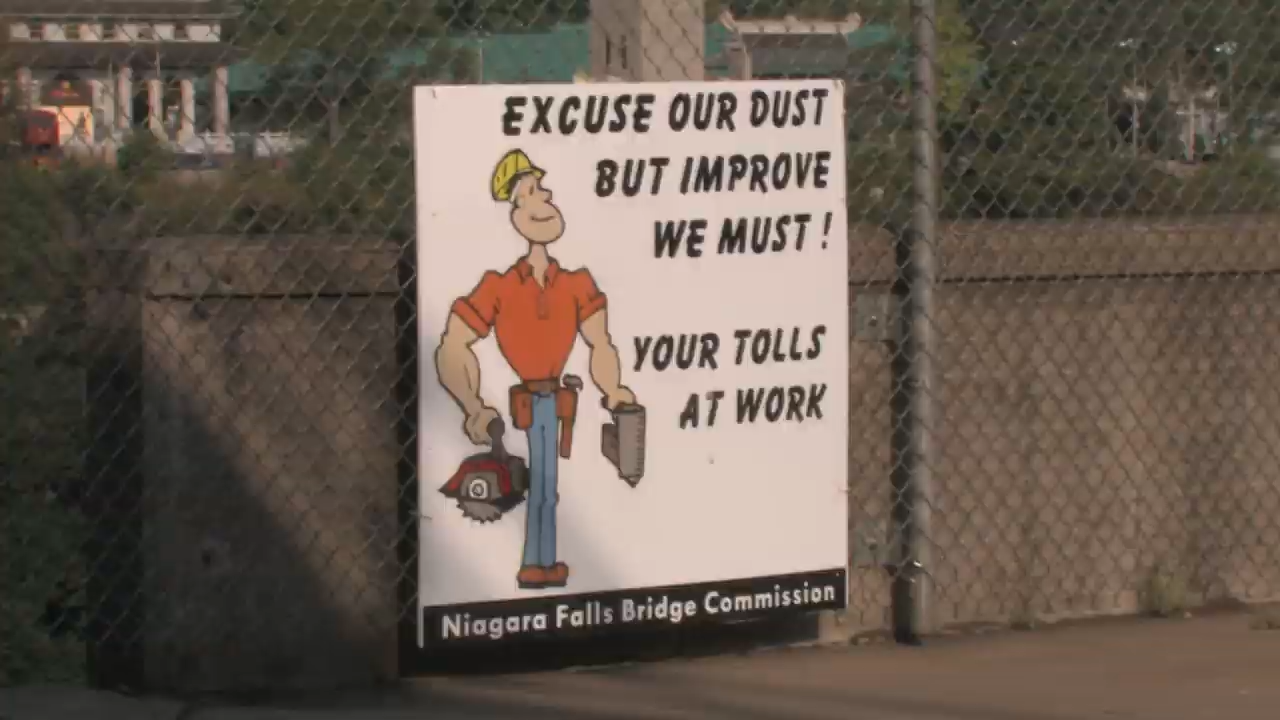 EXCUSE OUR DUST
BUT IMPROVE
WE MUST!
YOUR TOLLS
AT WORK
Niagara Falls Bridge Commission